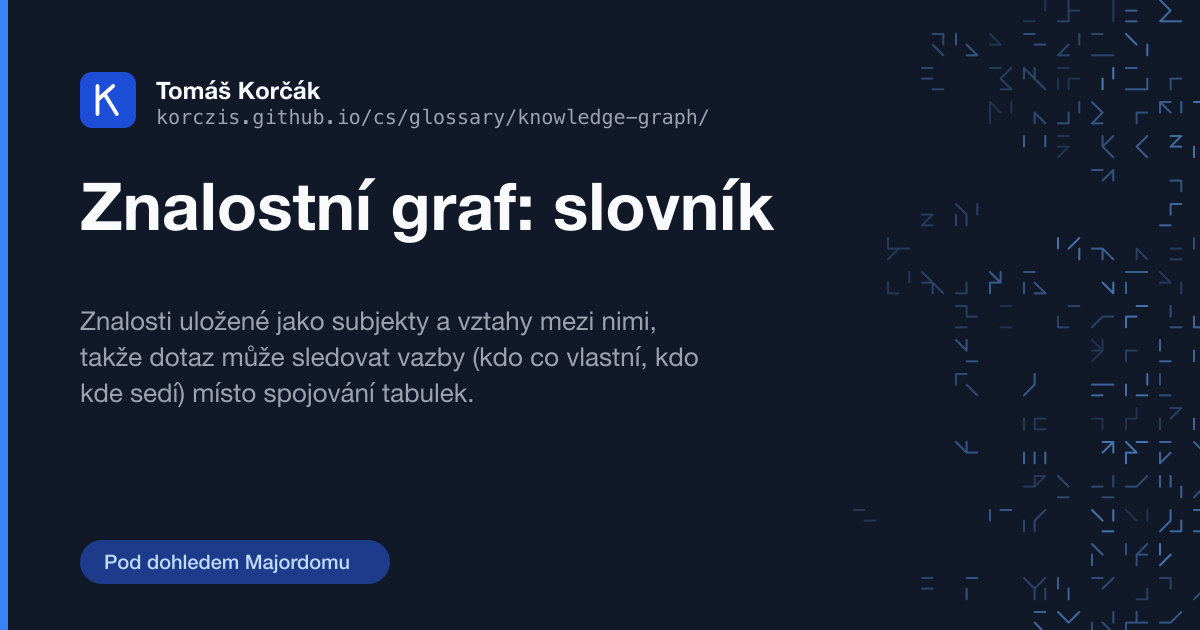 Tomáš Korčák
korczis.github.io/cs/glossary/knowledge-graph/
Znalostní graf: slovník
Znalosti uložené jako subjekty a vztahy mezi nimi,
takže dotaz může sledovat vazby (kdo co vlastní, kdo
kde sedí) místo spojování tabulek.
Pod dohledem Majordomu